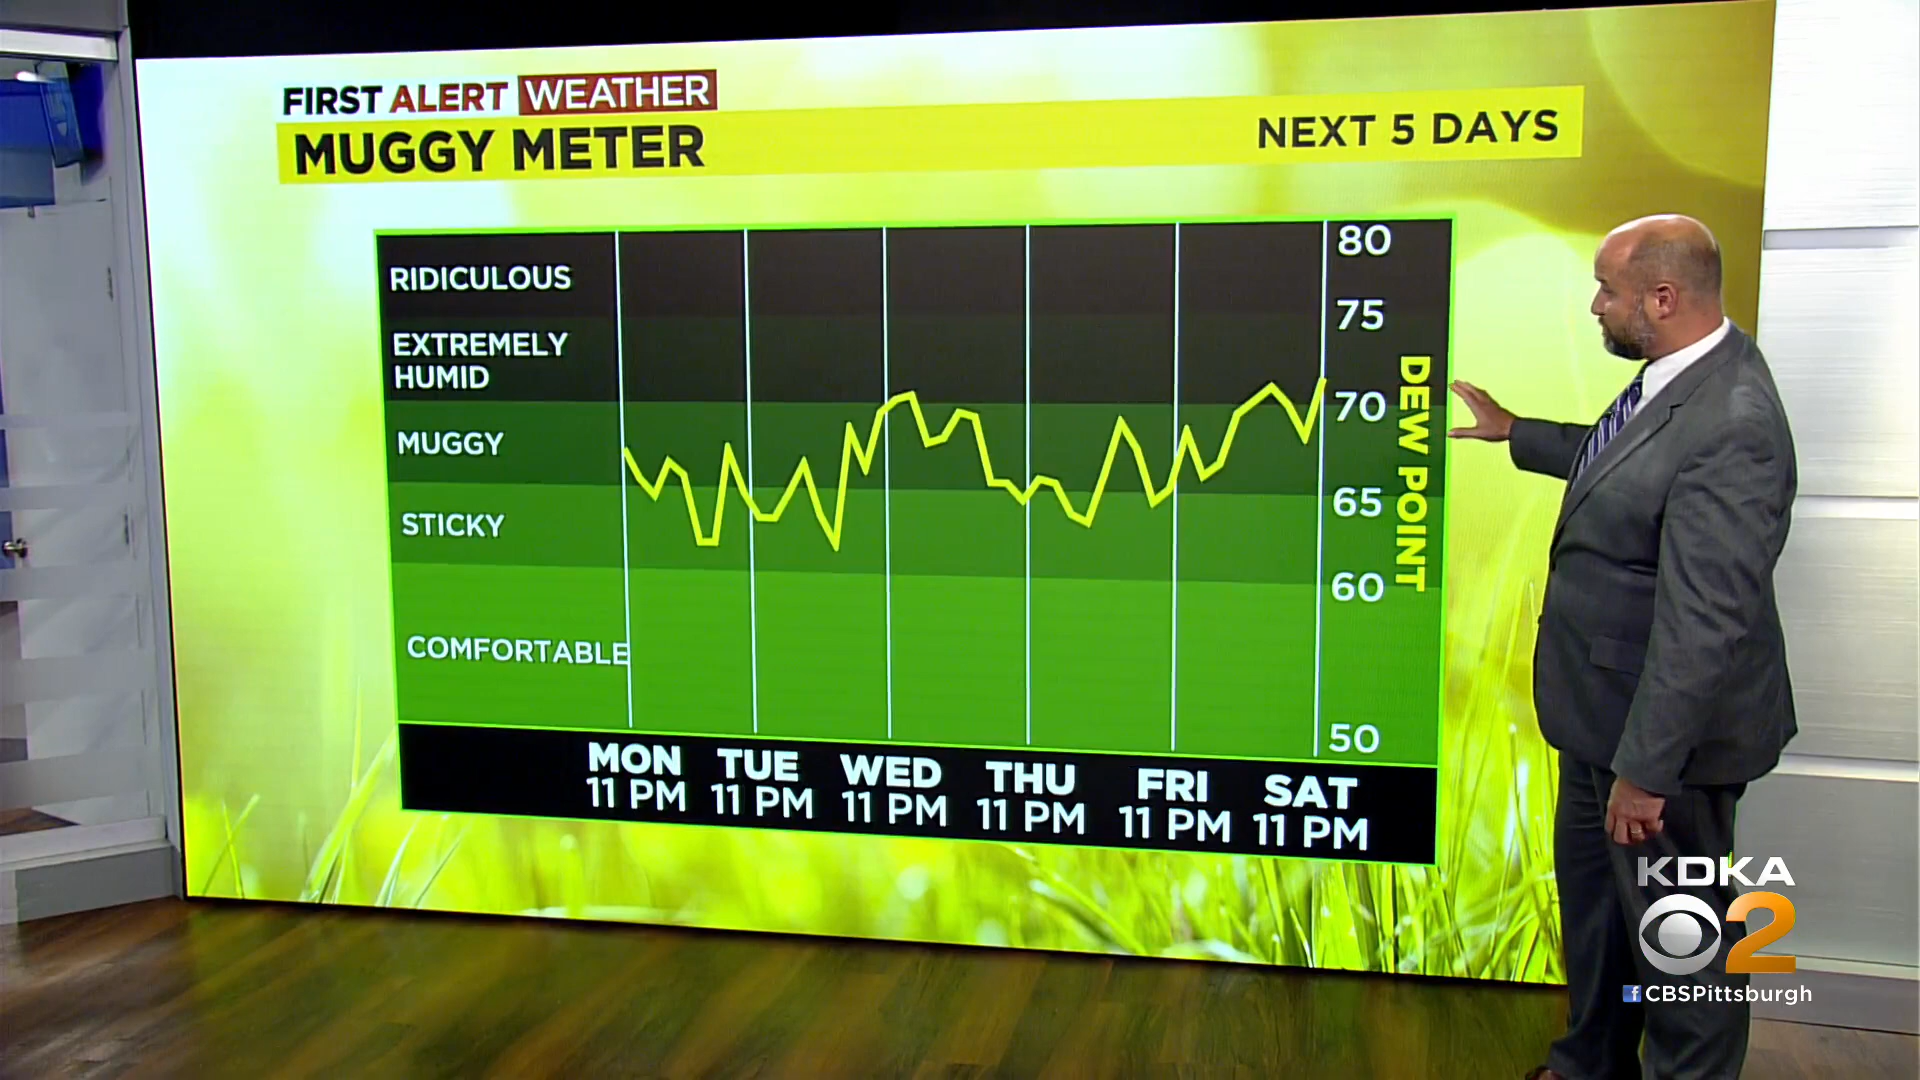 FIRST ALERT WEATHER
MUGGY METER
NEXT 5 DAYS
RIDICULOUS
EXTREMELY
HUMID
MUGGY
STICKY
COMFORTABLE
80
75
70
65
60
50
DEW POINT
MON TUE WED THU FRI SAT
11 PM 11 PM 11 PM 11 PM 11 PM 11 PM
KDKA
2
f CBSPittsburgh